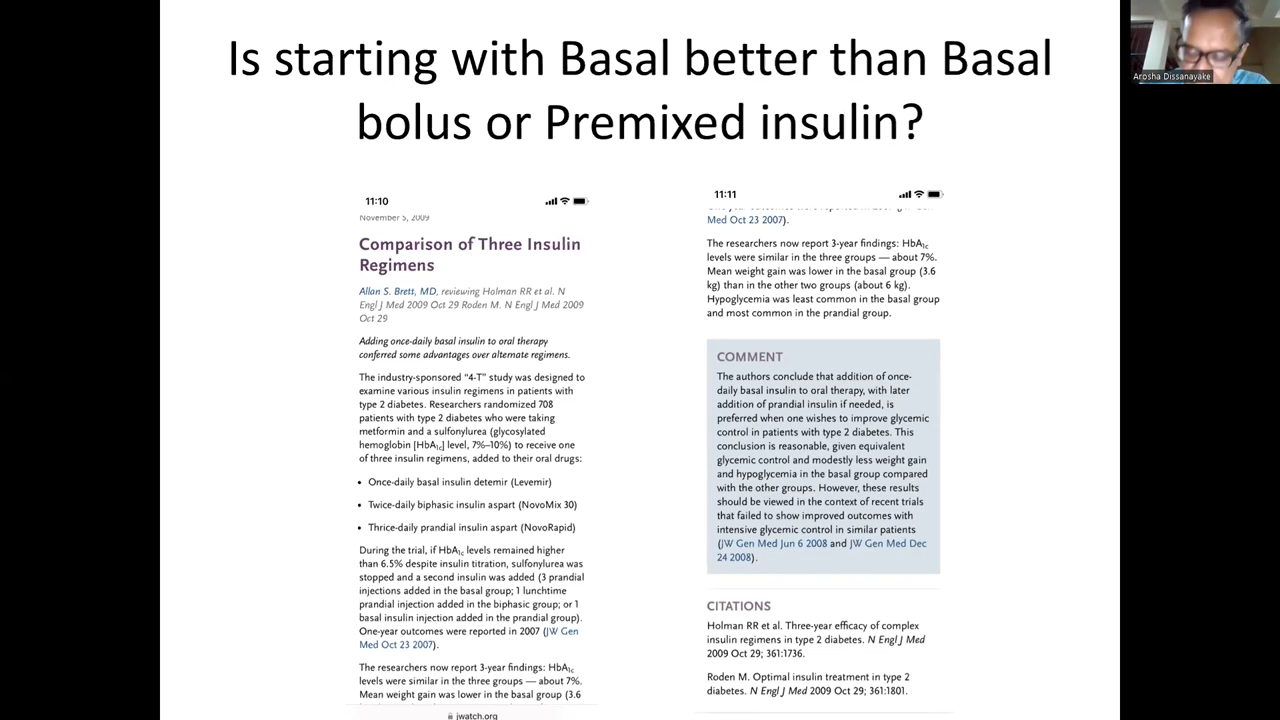 Is starting with Basal better than Basal
bolus or Premixed insulin?
Arosha Dissanayake
11:10
November 5, 2009
Comparison of Three Insulin
Regimens
Allan S. Brett, MD, reviewing Holman RR et al. N
Engl J Med 2009 Oct 29 Roden M. N Engl J Med 2009
Oct 29
Adding once-daily basal insulin to oral therapy
conferred some advantages over alternate regimens.
The industry-sponsored “4-T” study was designed to
examine various insulin regimens in patients with
type 2 diabetes. Researchers randomized 708
patients with type 2 diabetes who were taking
metformin and a sulfonylurea (glycosylated
hemoglobin [HbA1c] level, 7%–10%) to receive one
of three insulin regimens, added to their oral drugs:
• Once-daily basal insulin detemir (Levemir)
• Twice-daily biphasic insulin aspart (NovoMix 30)
• Thrice-daily prandial insulin aspart (NovoRapid)
During the trial, if HbA1c levels remained higher
than 6.5% despite insulin titration, sulfonylurea was
stopped and a second insulin was added (3 prandial
injections added in the basal group; 1 lunchtime
prandial injection added in the biphasic group; or 1
basal insulin injection added in the prandial group).
One-year outcomes were reported in 2007 (JW Gen
Med Oct 23 2007).
The researchers now report 3-year findings: HbA1c
levels were similar in the three groups — about 7%.
Mean weight gain was lower in the basal group (3.6
jwatch.org
11:11
One-year outcomes were reported in 2007 (JW Gen
Med Oct 23 2007).
The researchers now report 3-year findings: HbA1c
levels were similar in the three groups — about 7%.
Mean weight gain was lower in the basal group (3.6
kg) than in the other two groups (about 6 kg).
Hypoglycemia was least common in the basal group
and most common in the prandial group.
COMMENT
The authors conclude that addition of once-
daily basal insulin to oral therapy, with later
addition of prandial insulin if needed, is
preferred when one wishes to improve glycemic
control in patients with type 2 diabetes. This
conclusion is reasonable, given equivalent
glycemic control and modestly less weight gain
and hypoglycemia in the basal group compared
with the other groups. However, these results
should be viewed in the context of recent trials
that failed to show improved outcomes with
intensive glycemic control in similar patients
(JW Gen Med Jun 6 2008 and JW Gen Med Dec
24 2008).
CITATIONS
Holman RR et al. Three-year efficacy of complex
insulin regimens in type 2 diabetes. N Engl J Med
2009 Oct 29; 361:1736.
Roden M. Optimal insulin treatment in type 2
diabetes. N Engl J Med 2009 Oct 29; 361:1801.